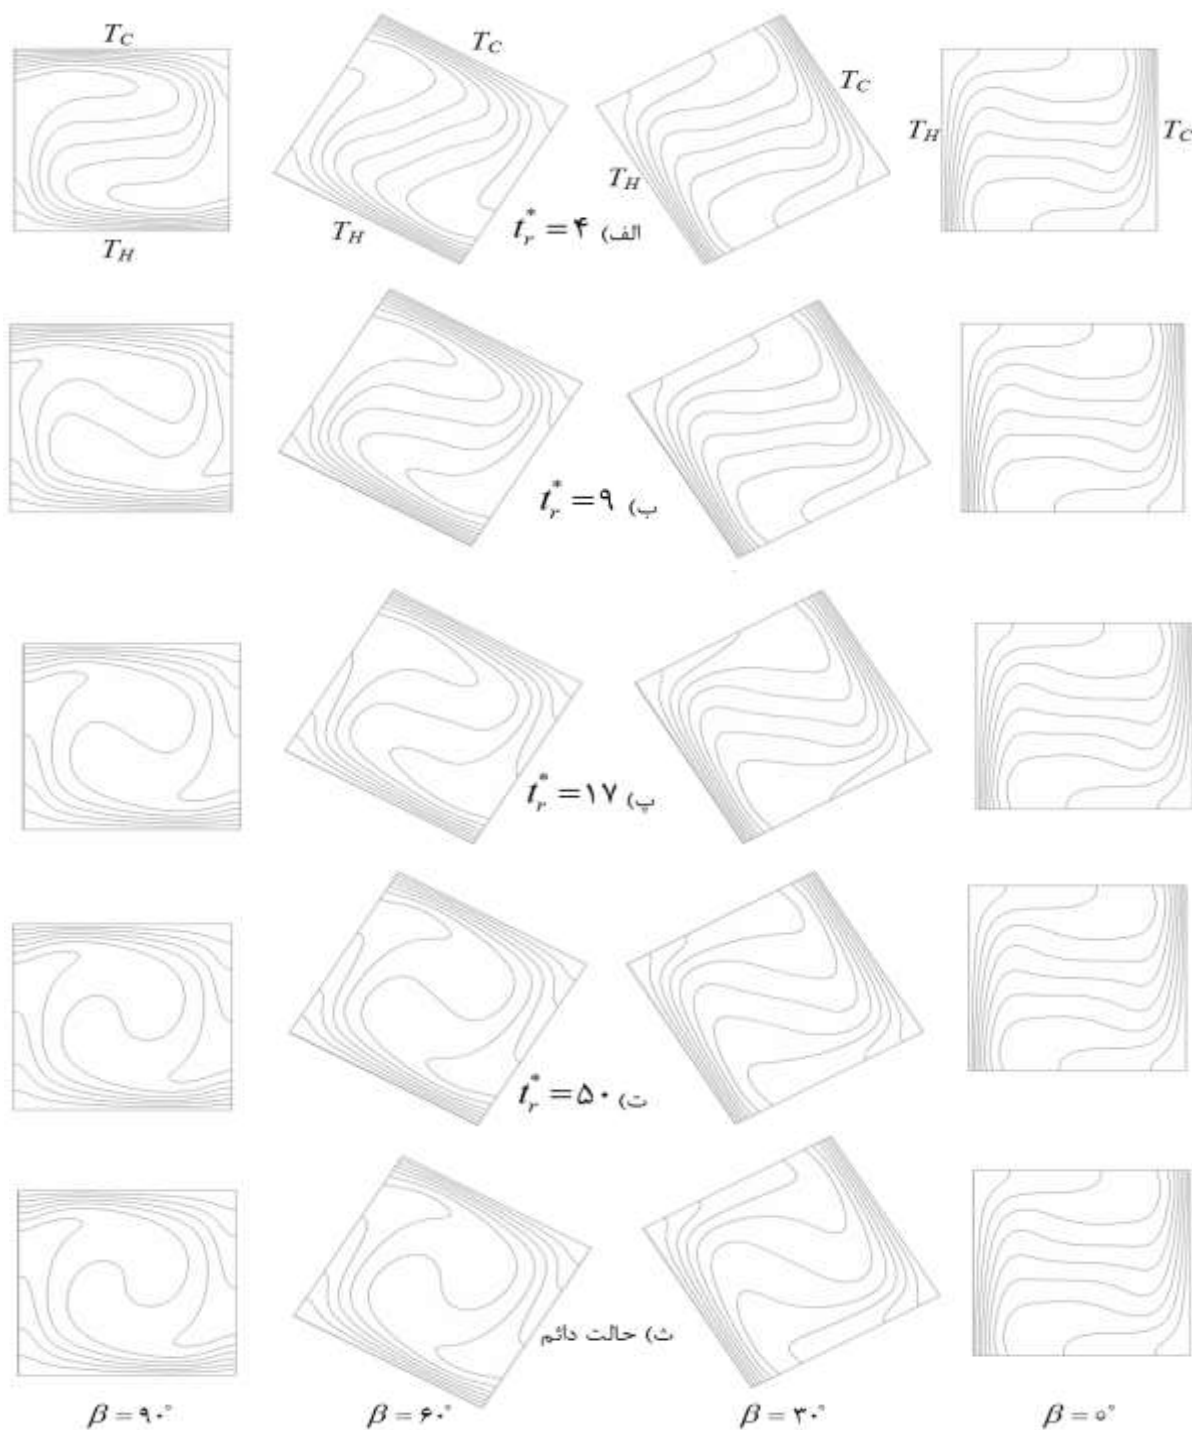 T_C
T_C
T_C
T_H
T_C
T_H
T_H
T_H
الف) t_r^* = ۴
ب) t_r^* = ۹
پ) t_r^* = ۱۷
ت) t_r^* = ۵۰
ث) حالت دائم
β = ۹۰°
β = ۶۰°
β = ۳۰°
β = ۰°